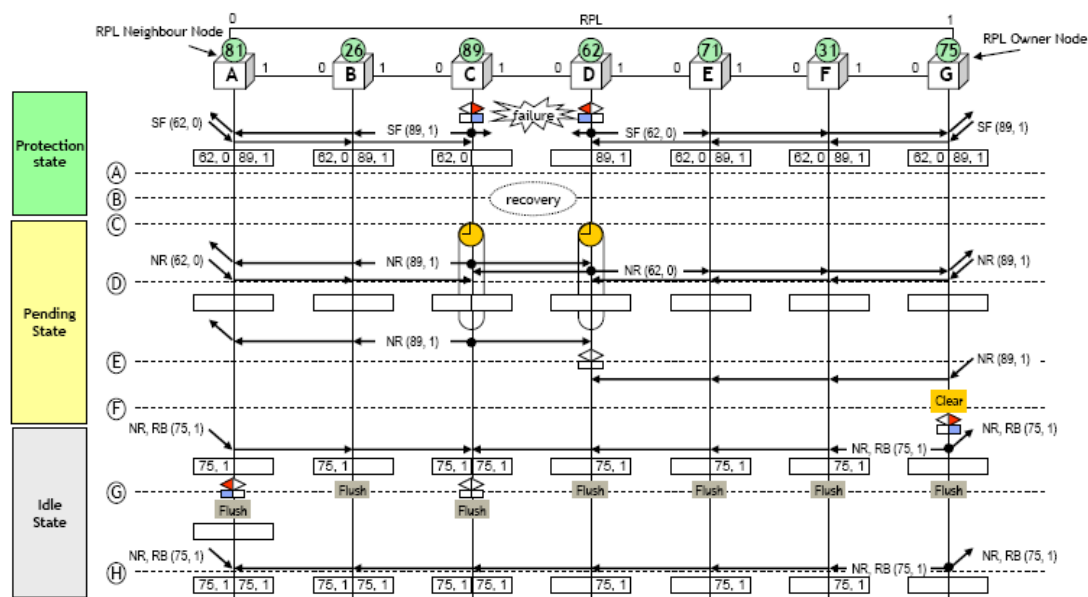 0 RPL 1
RPL Neighbour Node
RPL Owner Node
81 26 89 62 71 31 75
A 1 0 B 1 0 C 1 0 D 1 0 E 1 0 F 1 0 G
failure
SF (62, 0) SF (89, 1) SF (62, 0) SF (89, 1)
Protection state
62, 0 89, 1 62, 0 89, 1 62, 0 89, 1 62, 0 89, 1 62, 0 89, 1 62, 0 89, 1
A
B
recovery
C
NR (62, 0) NR (89, 1) NR (62, 0) NR (89, 1)
D
Pending State
NR (89, 1)
E
NR (89, 1)
F
Clear
NR, RB (75, 1) NR, RB (75, 1) NR, RB (75, 1)
75, 1 75, 1 75, 1 75, 1 75, 1 75, 1 75, 1
G
Flush Flush Flush Flush Flush Flush
Idle State
NR, RB (75, 1) NR, RB (75, 1) NR, RB (75, 1)
H
75, 1 75, 1 75, 1 75, 1 75, 1 75, 1 75, 1 75, 1